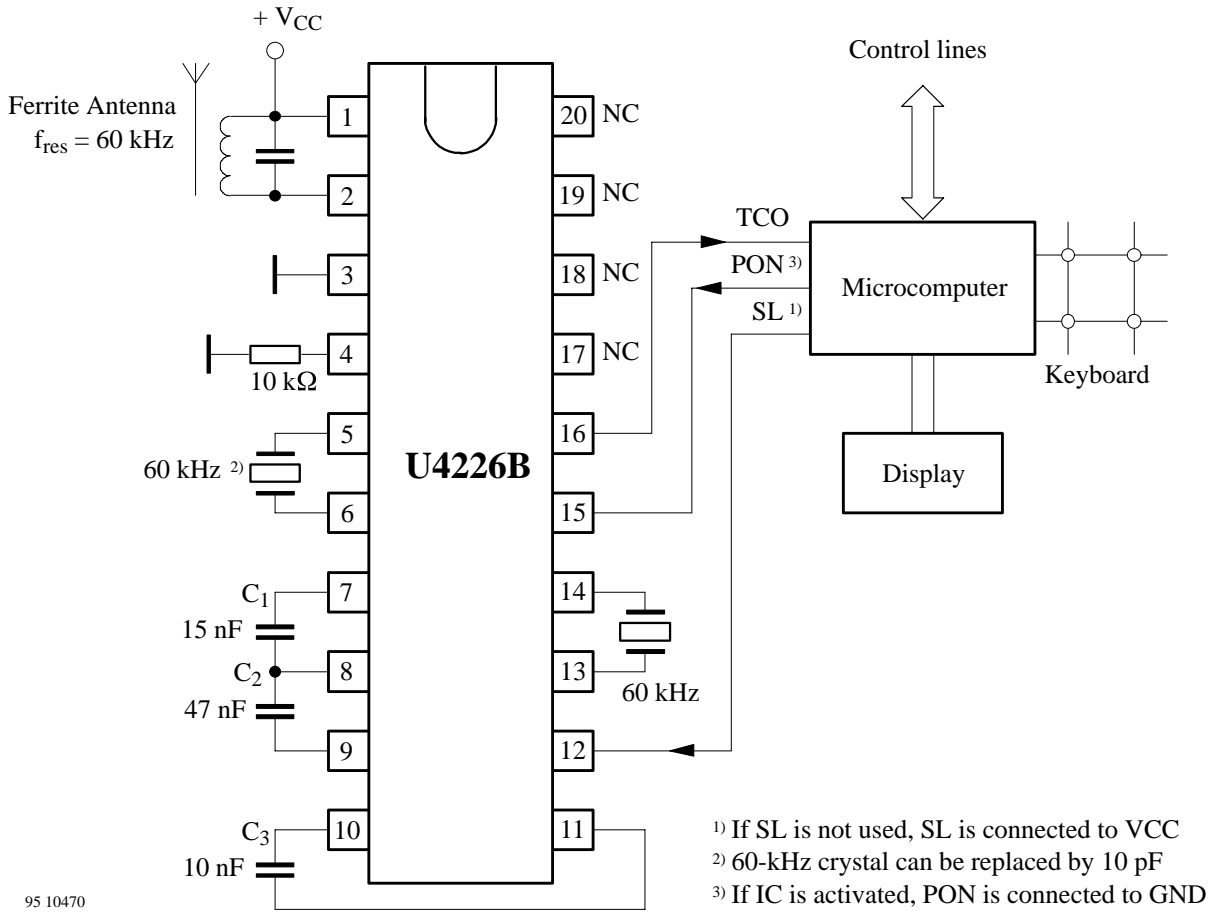 + V_CC
Ferrite Antenna
f_res = 60 kHz
1
2
3
4
10 kΩ
5
60 kHz ²⁾
6
C₁
7
15 nF
C₂
8
47 nF
9
C₃
10
10 nF
U4226B
20 NC
19 NC
18 NC
17 NC
16
15
14
13
60 kHz
12
11
Control lines
TCO
PON ³⁾
SL ¹⁾
Microcomputer
Keyboard
Display
¹⁾ If SL is not used, SL is connected to VCC
²⁾ 60-kHz crystal can be replaced by 10 pF
³⁾ If IC is activated, PON is connected to GND
95 10470